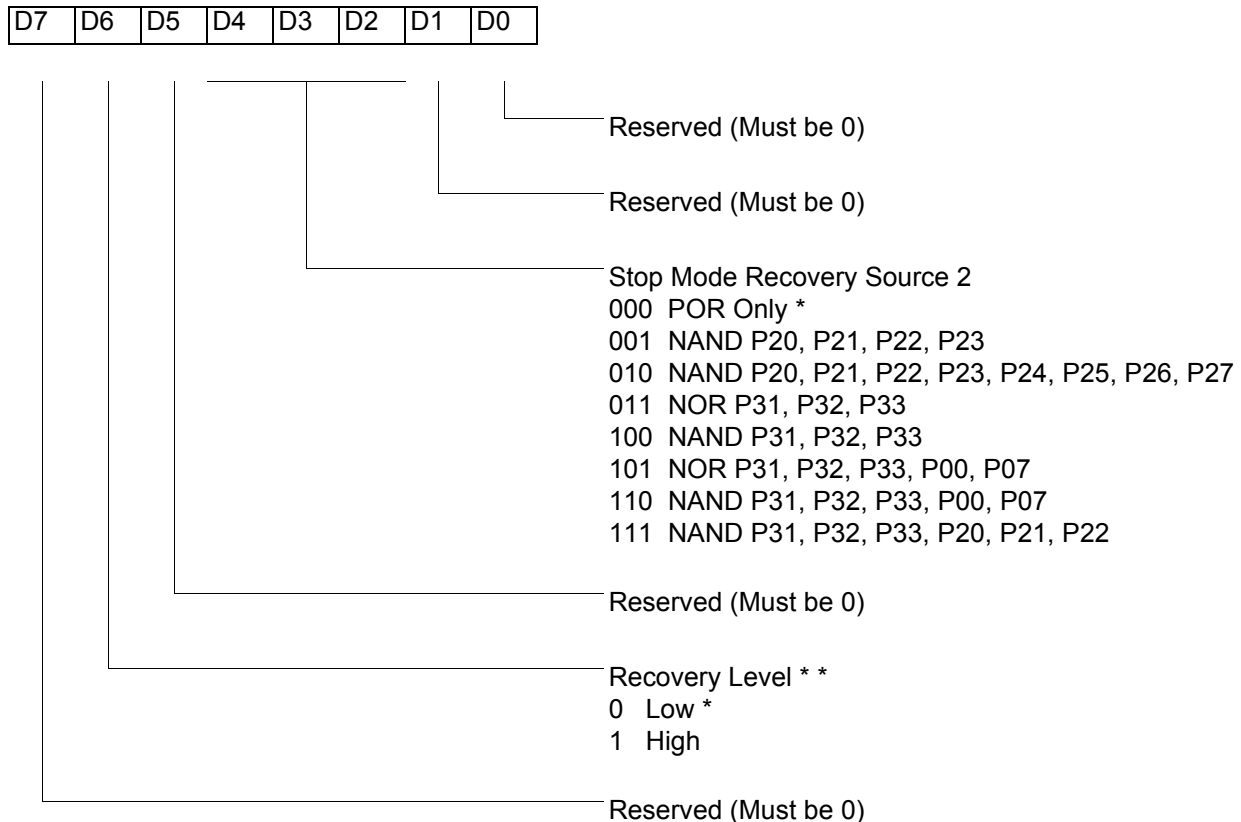 D7 D6 D5 D4 D3 D2 D1 D0
Reserved (Must be 0)
Reserved (Must be 0)
Stop Mode Recovery Source 2
000 POR Only *
001 NAND P20, P21, P22, P23
010 NAND P20, P21, P22, P23, P24, P25, P26, P27
011 NOR P31, P32, P33
100 NAND P31, P32, P33
101 NOR P31, P32, P33, P00, P07
110 NAND P31, P32, P33, P00, P07
111 NAND P31, P32, P33, P20, P21, P22
Reserved (Must be 0)
Recovery Level * *
0 Low *
1 High
Reserved (Must be 0)